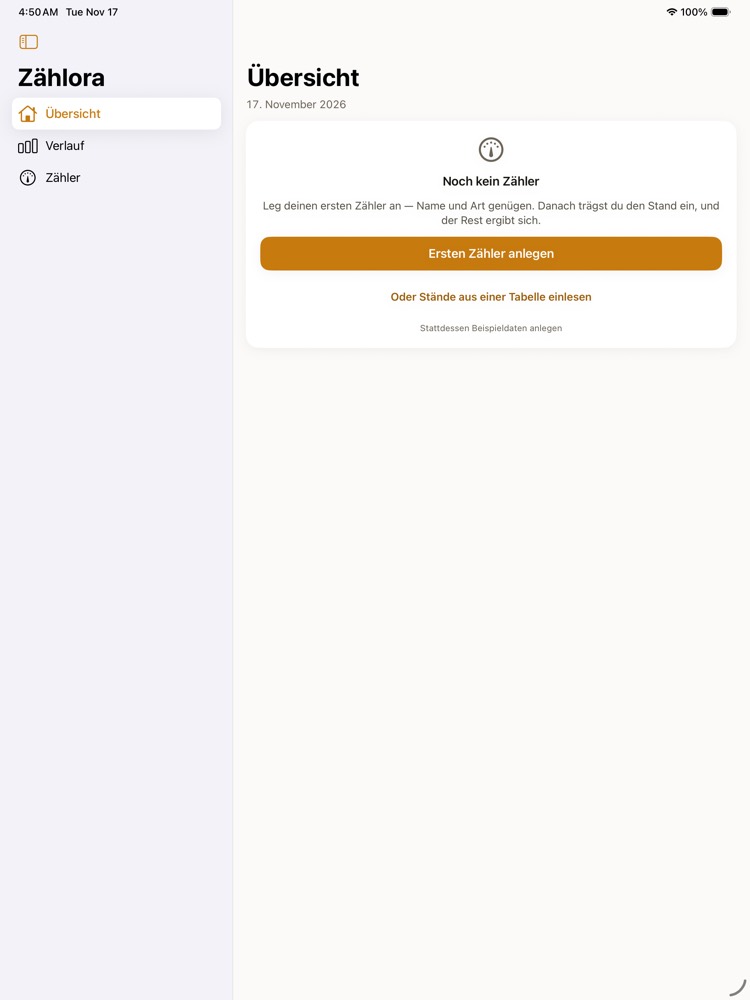 4:50 AM Tue Nov 17
100%
Zählora
Übersicht
Verlauf
Zähler
Übersicht
17. November 2026
Noch kein Zähler
Leg deinen ersten Zähler an — Name und Art genügen. Danach trägst du den Stand ein, und
der Rest ergibt sich.
Ersten Zähler anlegen
Oder Stände aus einer Tabelle einlesen
Stattdessen Beispieldaten anlegen